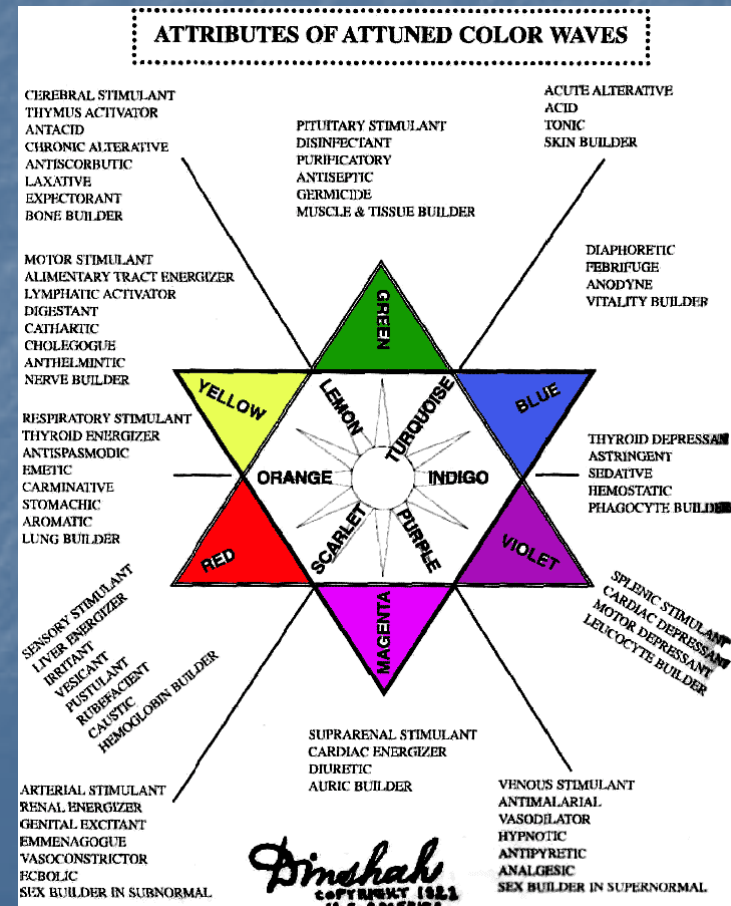 ATTRIBUTES OF ATTUNED COLOR WAVES
CEREBRAL STIMULANT
THYMUS ACTIVATOR
ANTACID
CHRONIC ALTERATIVE
ANTISCORBUTIC
LAXATIVE
EXPECTORANT
BONE BUILDER
PITUITARY STIMULANT
DISINFECTANT
PURIFICATORY
ANTISEPTIC
GERMICIDE
MUSCLE & TISSUE BUILDER
ACUTE ALTERATIVE
ACID
TONIC
SKIN BUILDER
MOTOR STIMULANT
ALIMENTARY TRACT ENERGIZER
LYMPHATIC ACTIVATOR
DIGESTANT
CATHARTIC
CHOLEGOGUE
ANTHELMINTIC
NERVE BUILDER
DIAPHORETIC
FEBRIFUGE
ANODYNE
VITALITY BUILDER
GREEN
YELLOW
LEMON
TURQUOISE
BLUE
RESPIRATORY STIMULANT
THYROID ENERGIZER
ANTISPASMODIC
EMETIC
CARMINATIVE
STOMACHIC
AROMATIC
LUNG BUILDER
ORANGE
INDIGO
THYROID DEPRESSANT
ASTRINGENT
SEDATIVE
HEMOSTATIC
PHAGOCYTE BUILDER
RED
SCARLET
PURPLE
VIOLET
MAGENTA
SENSORY STIMULANT
LIVER ENERGIZER
IRRITANT
VESICANT
PUSTULANT
RUBEFACIENT
CAUSTIC
HEMOGLOBIN BUILDER
SPLENIC STIMULANT
CARDIAC DEPRESSANT
MOTOR DEPRESSANT
LEUCOCYTE BUILDER
SUPRARENAL STIMULANT
CARDIAC ENERGIZER
DIURETIC
AURIC BUILDER
ARTERIAL STIMULANT
RENAL ENERGIZER
GENITAL EXCITANT
EMMENAGOGUE
VASOCONSTRICTOR
ECBOLIC
SEX BUILDER IN SUBNORMAL
VENOUS STIMULANT
ANTIMALARIAL
VASODILATOR
HYPNOTIC
ANTIPYRETIC
ANALGESIC
SEX BUILDER IN SUPERNORMAL
Dinshah
COPYRIGHT